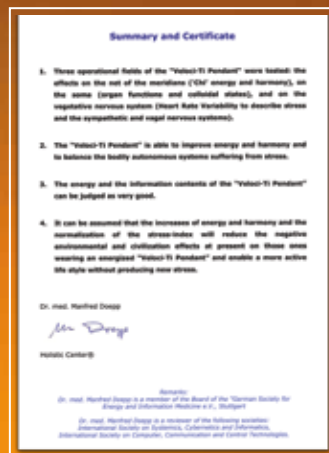 Summary and Certificate
1. Three operational fields of the "Veloci-Ti Pendant" were tested: the
effects on the net of the meridians ('Chi' energy and harmony), on
the soma (organ functions and colloidal states), and on the
vegetative nervous system (Heart Rate Variability to describe stress
and the sympathetic and vagal nervous systems).
2. The "Veloci-Ti Pendant" is able to improve energy and harmony and
to balance the bodily autonomous systems suffering from stress.
3. The energy and the information contents of the "Veloci-Ti Pendant"
can be judged as very good.
4. It can be assumed that the increases of energy and harmony and the
normalization of the stress-index will reduce the negative
environmental and civilization effects at present on those ones
wearing an energized "Veloci-Ti Pendant" and enable a more active
life style without producing new stress.
Dr. med. Manfred Doepp
Holistic Center®
Remarks:
Dr. med. Manfred Doepp is a member of the Board of the "German Society for
Energy and Information Medicine e.V., Stuttgart
Dr. med. Manfred Doepp is a reviewer of the following societies:
International Society on Systemics, Cybernetics and Informatics,
International Society on Computer, Communication and Control Technologies.